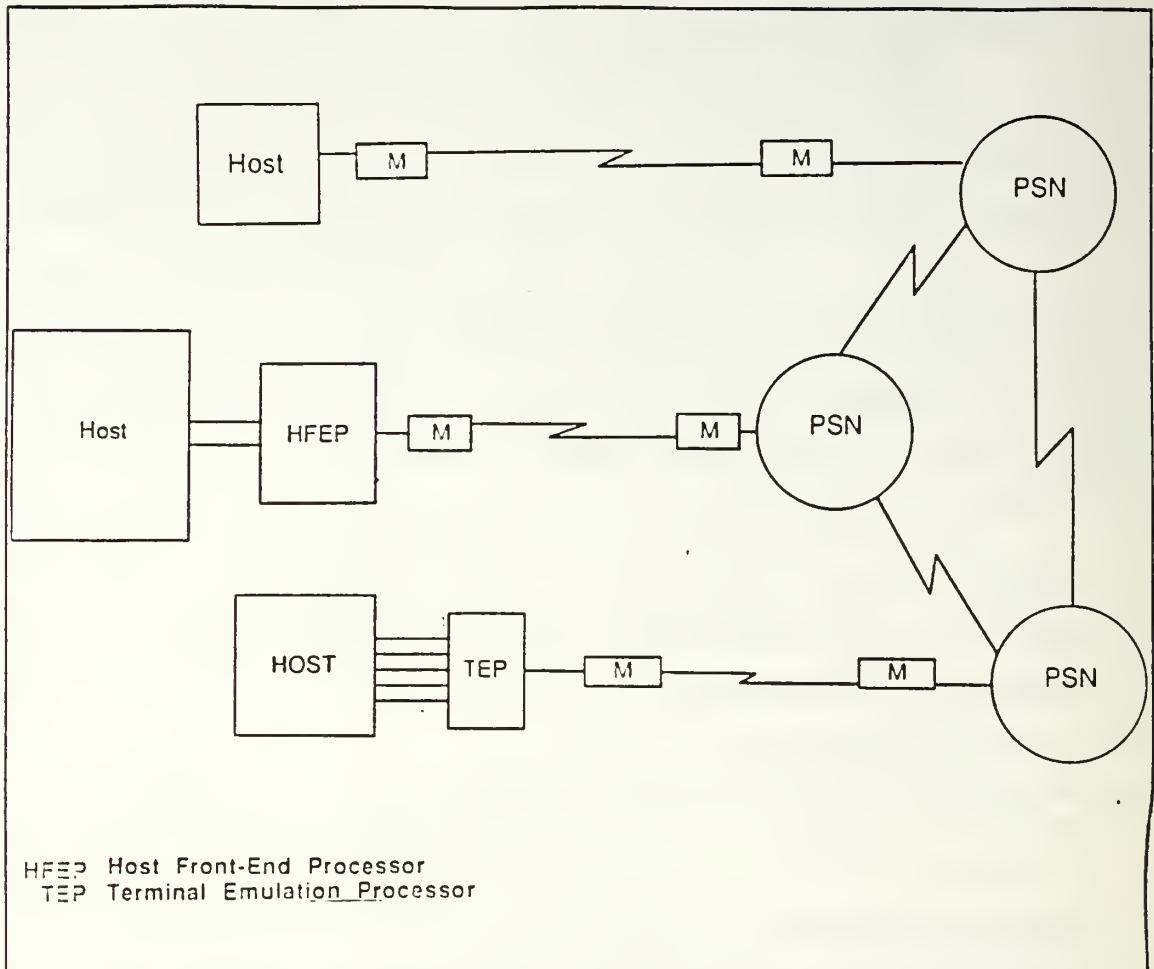 Host
M
M
PSN
Host
HFEP
M
M
PSN
HOST
TEP
M
M
PSN
HFEP Host Front-End Processor
TEP Terminal Emulation Processor